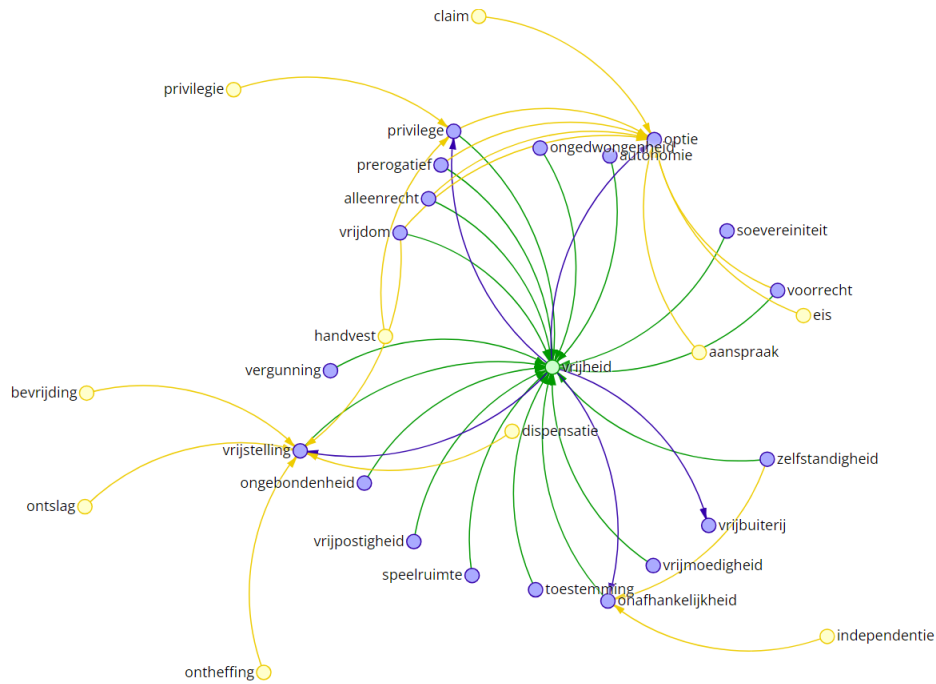 claim
privilegie
privilege
optie
ongedwongenheid
autonomie
prerogatief
alleenrecht
vrijdom
soevereiniteit
voorrecht
eis
handvest
aanspraak
vrijheid
vergunning
bevrijding
dispensatie
vrijstelling
zelfstandigheid
ongebondenheid
ontslag
vrijbuiterij
vrijpostigheid
vrijmoedigheid
speelruimte
toestemming
onafhankelijkheid
independentie
ontheffing